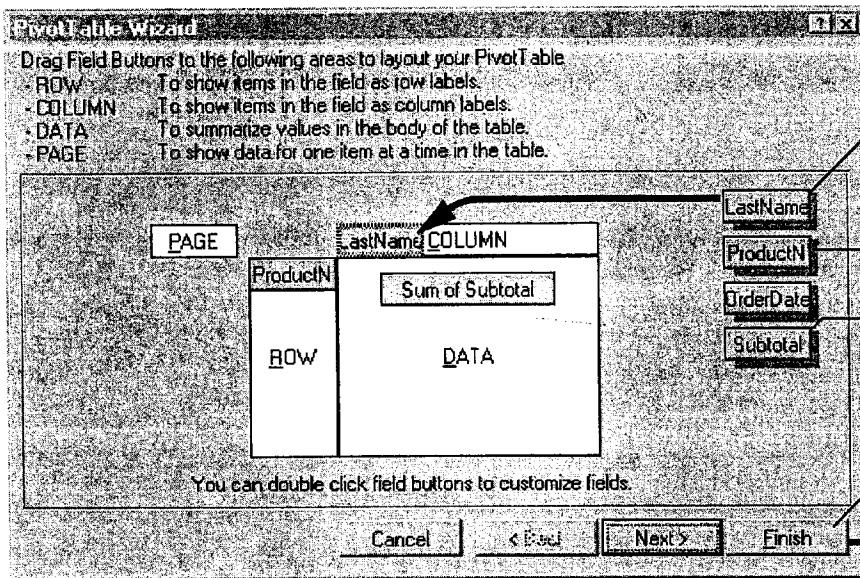 PivotTable Wizard
Drag Field Buttons to the following areas to layout your PivotTable
- ROW To show items in the field as row labels.
- COLUMN To show items in the field as column labels.
- DATA To summarize values in the body of the table.
- PAGE To show data for one item at a time in the table.
LastName
PAGE LastName COLUMN
ProductN
ProductN Sum of Subtotal
OrderDate
ROW DATA Subtotal
You can double click field buttons to customize fields.
Cancel < Back Next > Finish